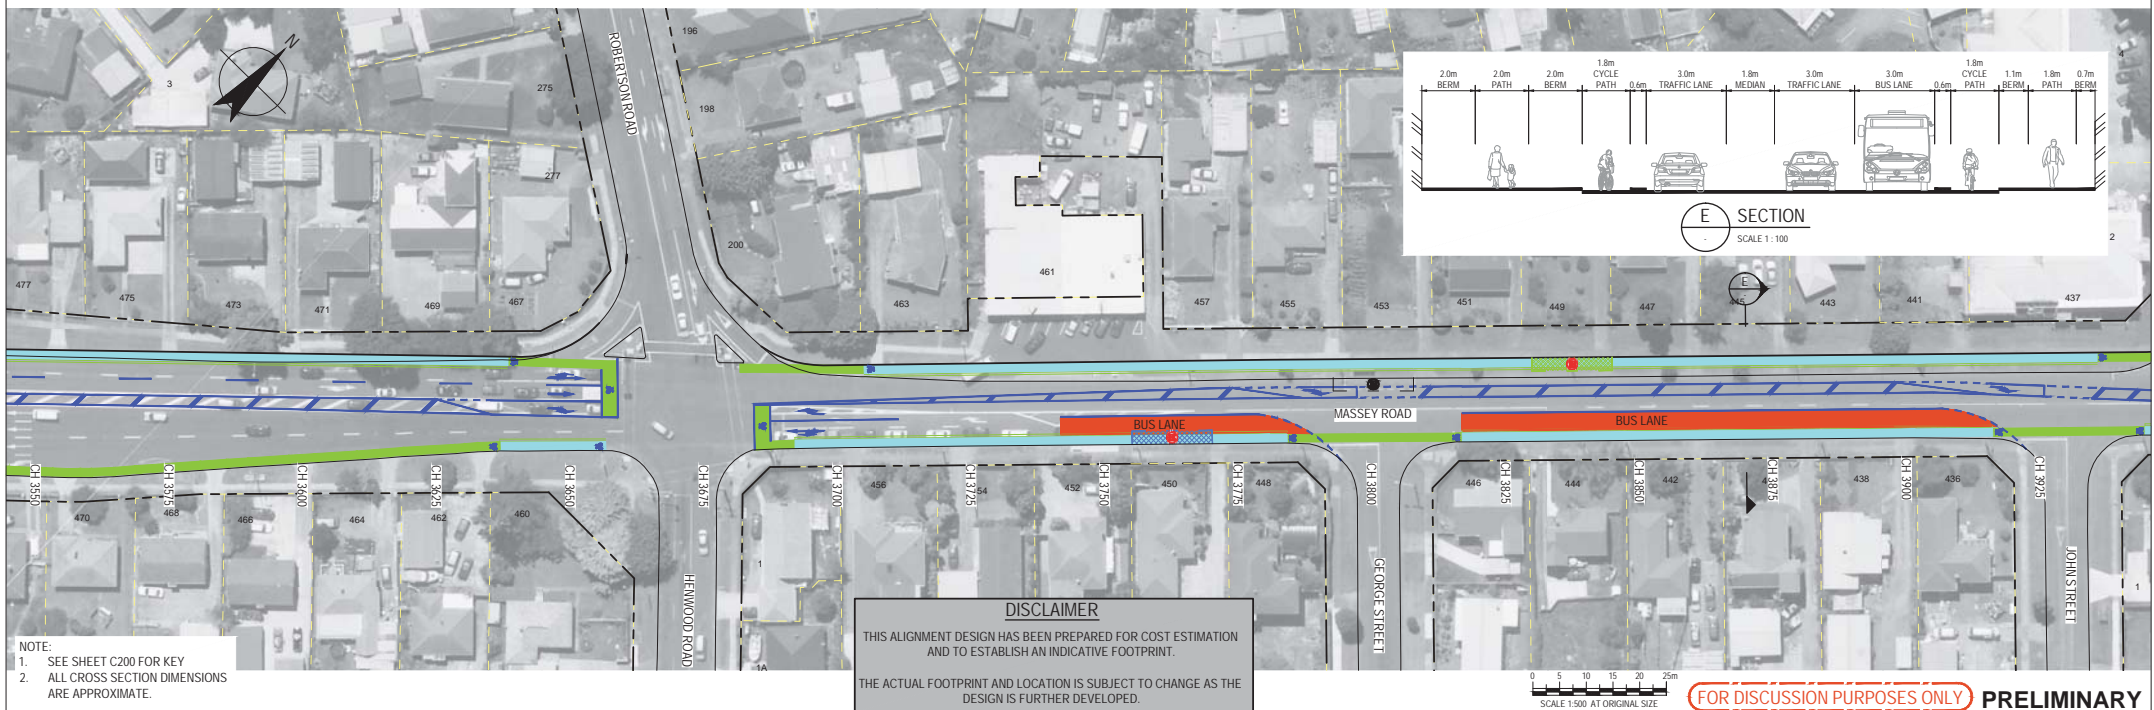 N
ROBERTSON ROAD
196
3
275
198
277
200
461
477
475
473
471
469
467
463
457
455
453
451
449
447
445
443
441
437
4
2
2.0m BERM
2.0m PATH
2.0m BERM
1.8m CYCLE PATH
0.6m
3.0m TRAFFIC LANE
1.8m MEDIAN
3.0m TRAFFIC LANE
3.0m BUS LANE
0.6m
1.8m CYCLE PATH
1.1m BERM
1.8m PATH
0.7m BERM
E SECTION
- SCALE 1 : 100
E
MASSEY ROAD
BUS LANE
BUS LANE
CH 3550
CH 3575
CH 3600
CH 3625
CH 3650
CH 3675
CH 3700
CH 3725
CH 3750
CH 3775
CH 3800
CH 3825
CH 3850
CH 3875
CH 3900
CH 3925
470
468
466
464
462
460
456
454
452
450
448
446
444
442
438
436
1
1A
1
HENWOOD ROAD
GEORGE STREET
JOHN STREET
NOTE:
1. SEE SHEET C200 FOR KEY
2. ALL CROSS SECTION DIMENSIONS
ARE APPROXIMATE.
DISCLAIMER
THIS ALIGNMENT DESIGN HAS BEEN PREPARED FOR COST ESTIMATION
AND TO ESTABLISH AN INDICATIVE FOOTPRINT.
THE ACTUAL FOOTPRINT AND LOCATION IS SUBJECT TO CHANGE AS THE
DESIGN IS FURTHER DEVELOPED.
0 5 10 15 20 25m
SCALE 1:500 AT ORIGINAL SIZE
FOR DISCUSSION PURPOSES ONLY
PRELIMINARY